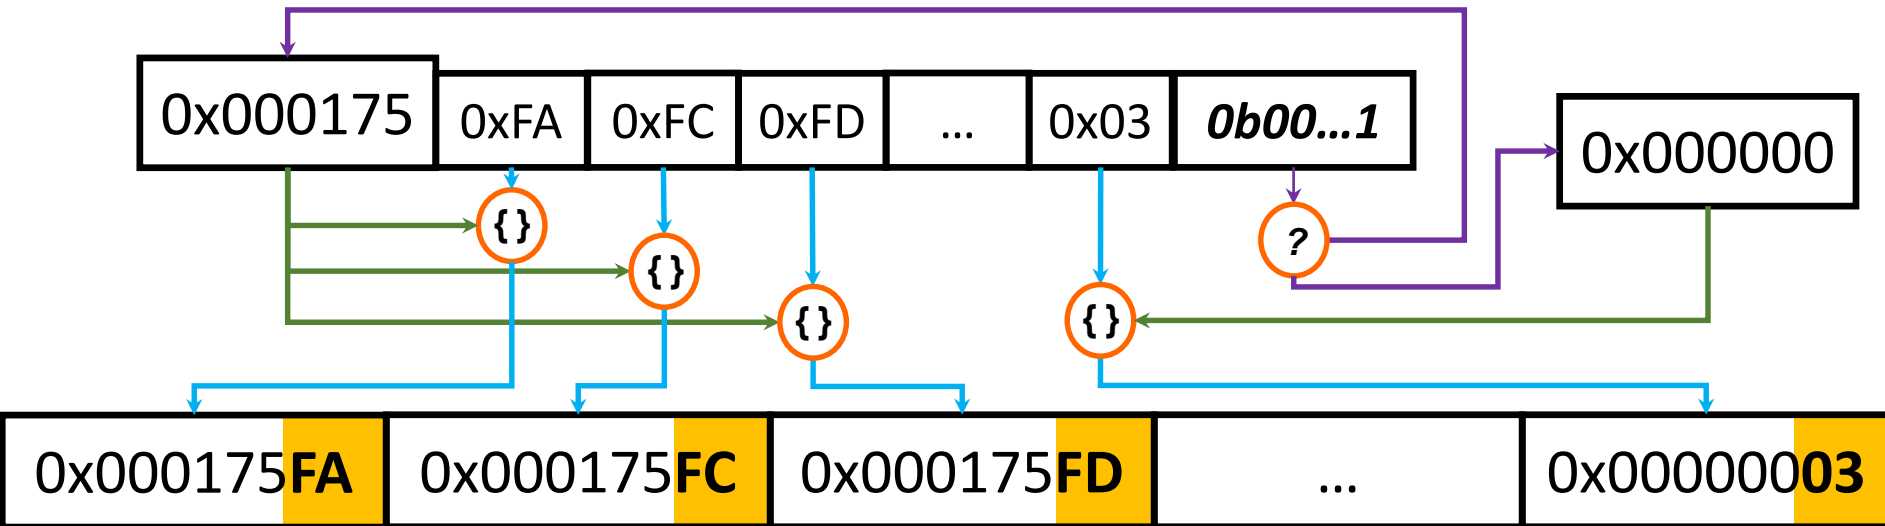 0x000175 0xFA 0xFC 0xFD ... 0x03 0b00...1 0x000000
{ } { } { } { } ?
0x000175FA 0x000175FC 0x000175FD ... 0x00000003